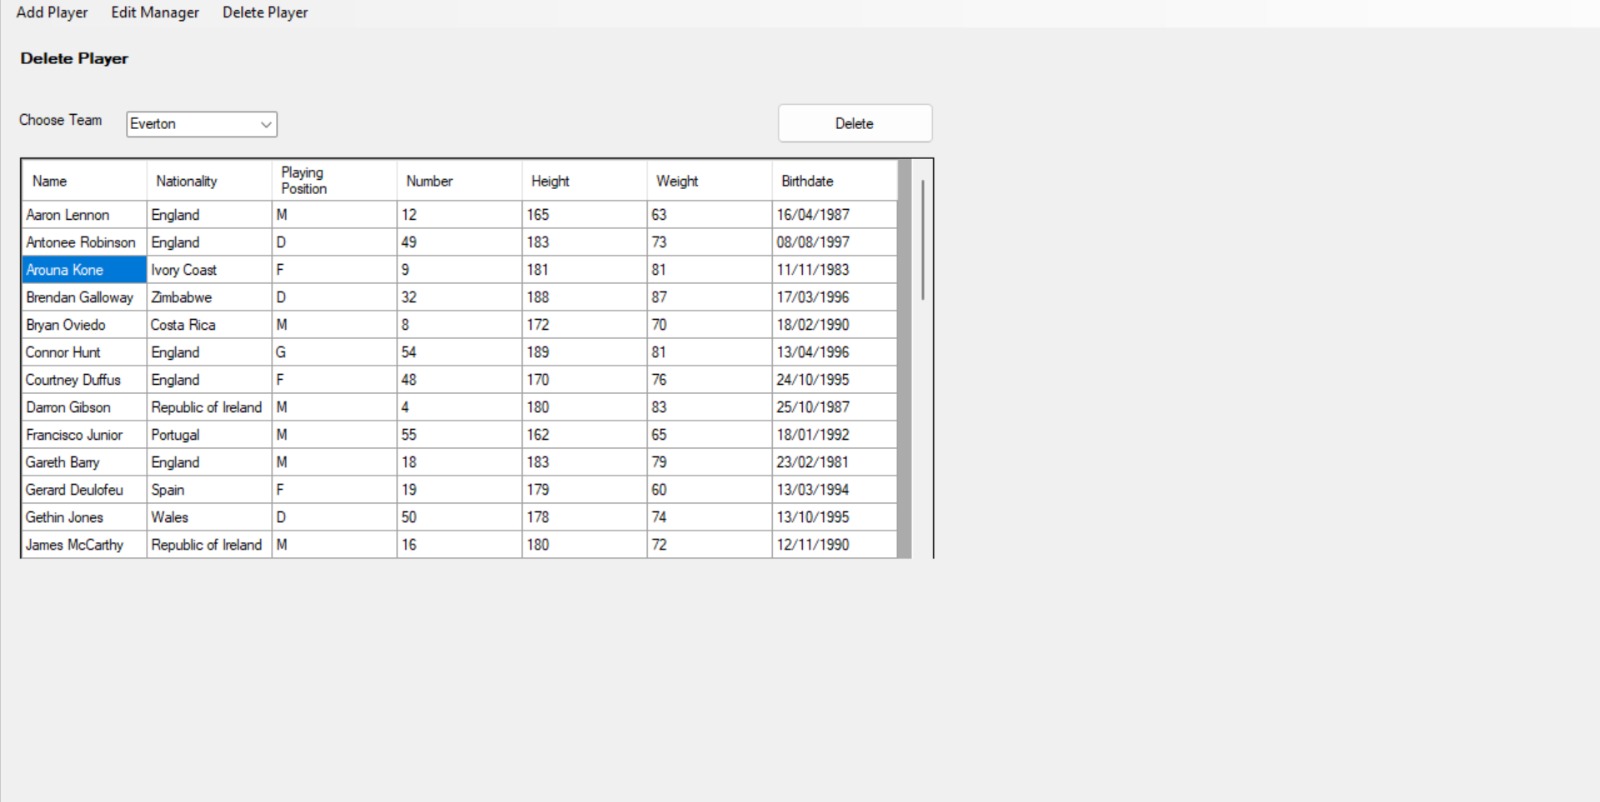 Add Player Edit Manager Delete Player
Delete Player
Choose Team Everton Delete
Name Nationality Playing Position Number Height Weight Birthdate
Aaron Lennon England M 12 165 63 16/04/1987
Antonee Robinson England D 49 183 73 08/08/1997
Arouna Kone Ivory Coast F 9 181 81 11/11/1983
Brendan Galloway Zimbabwe D 32 188 87 17/03/1996
Bryan Oviedo Costa Rica M 8 172 70 18/02/1990
Connor Hunt England G 54 189 81 13/04/1996
Courtney Duffus England F 48 170 76 24/10/1995
Darron Gibson Republic of Ireland M 4 180 83 25/10/1987
Francisco Junior Portugal M 55 162 65 18/01/1992
Gareth Barry England M 18 183 79 23/02/1981
Gerard Deulofeu Spain F 19 179 60 13/03/1994
Gethin Jones Wales D 50 178 74 13/10/1995
James McCarthy Republic of Ireland M 16 180 72 12/11/1990